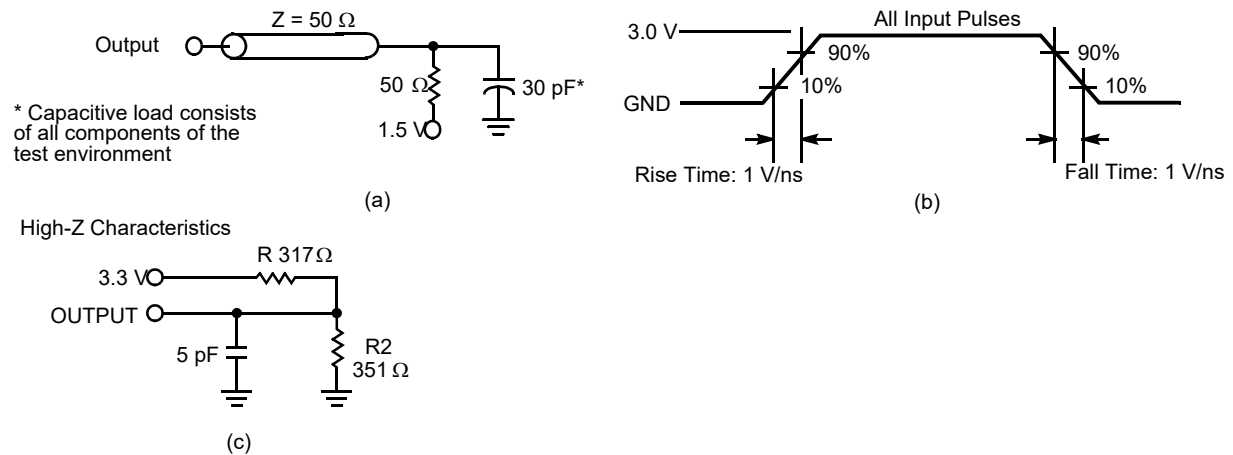 Z = 50 Ω
Output
50 Ω
30 pF*
1.5 V
* Capacitive load consists
of all components of the
test environment
(a)
All Input Pulses
3.0 V
90%
10%
GND
90%
10%
Rise Time: 1 V/ns
Fall Time: 1 V/ns
(b)
High-Z Characteristics
R 317Ω
3.3 V
OUTPUT
5 pF
R2
351 Ω
(c)